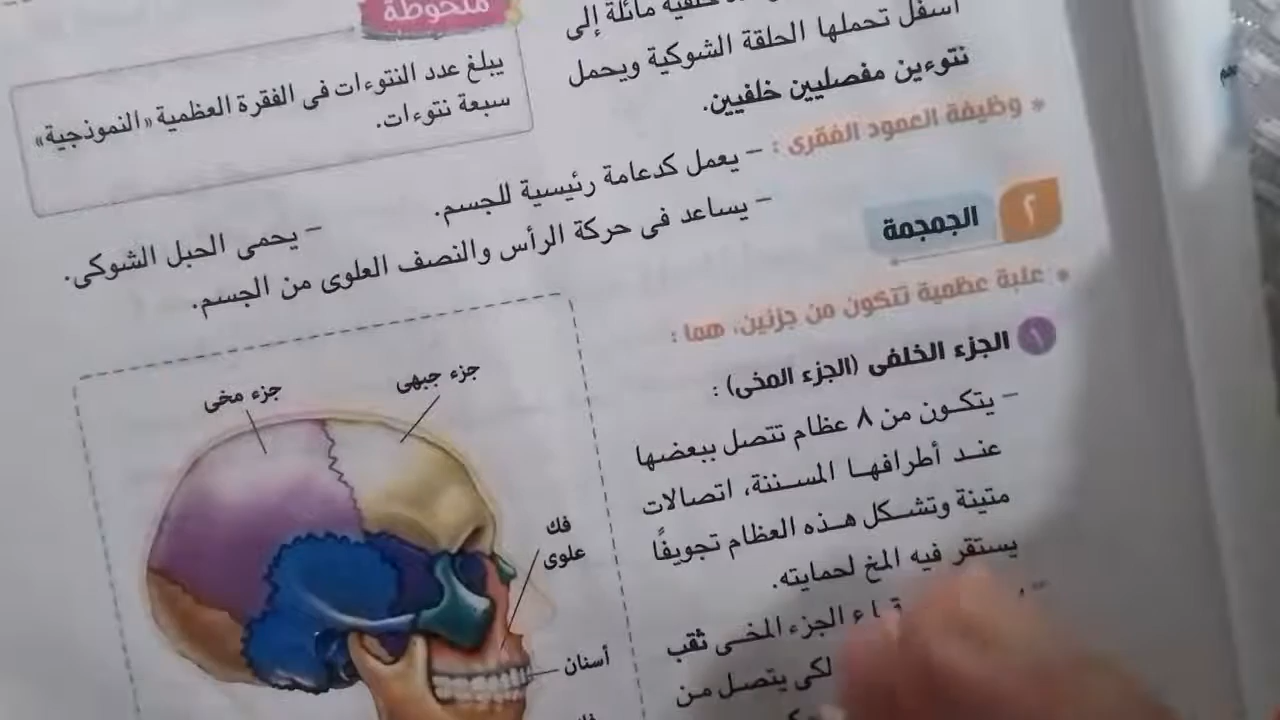 خلفية مائلة إلى
أسفل تحملها الحلقة الشوكية ويحمل
نتوءين مفصليين خلفيين.
ملحوظة
يبلغ عدد النتوءات فى الفقرة العظمية «النموذجية»
سبعة نتوءات.
* وظيفة العمود الفقرى :
– يعمل كدعامة رئيسية للجسم.
– يحمى الحبل الشوكى.
– يساعد فى حركة الرأس والنصف العلوى من الجسم.
٢ الجمجمة
* علبة عظمية تتكون من جزئين، هما :
١ الجزء الخلفى (الجزء المخى) :
– يتكون من ٨ عظام تتصل ببعضها
عند أطرافها المسننة، اتصالات
متينة وتشكل هذه العظام تجويفًا
يستقر فيه المخ لحمايته.
الجزء المخى ثقب
لكى يتصل من
جزء مخى
جزء جبهى
فك
علوى
أسنان